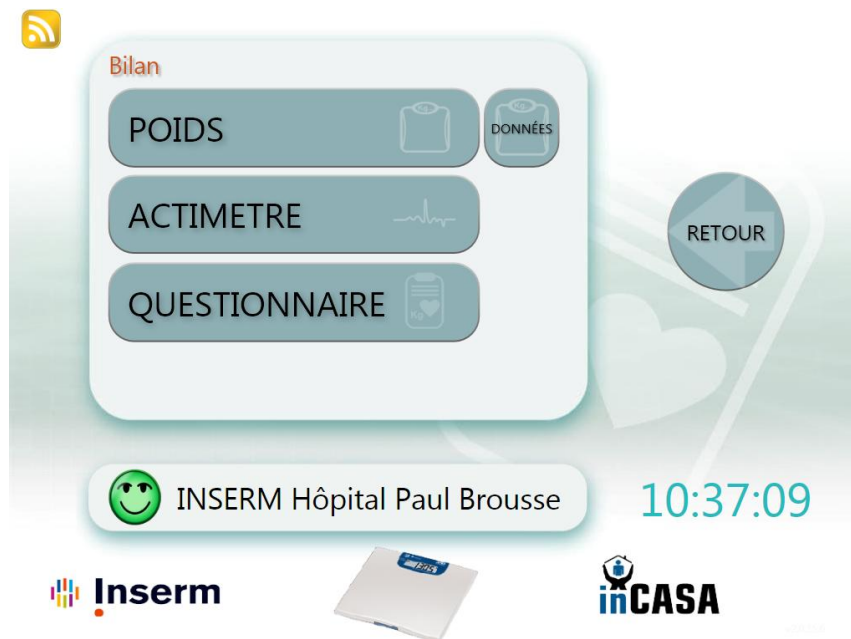 Bilan
POIDS
DONNÉES
ACTIMETRE
QUESTIONNAIRE
RETOUR
INSERM Hôpital Paul Brousse
10:37:09
Inserm
inCASA